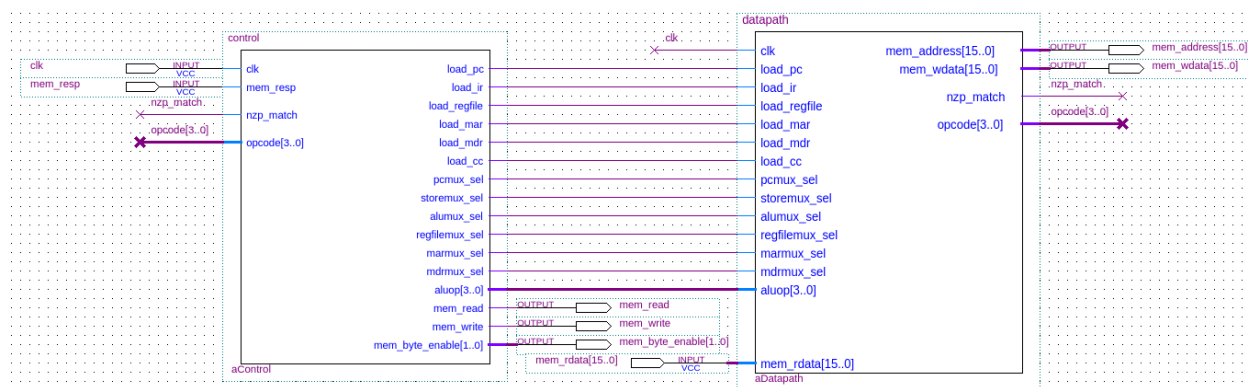 control
clk
INPUT
VCC
mem_resp
INPUT
VCC
nzp_match
opcode[3..0]
clk
mem_resp
nzp_match
opcode[3..0]
load_pc
load_ir
load_regfile
load_mar
load_mdr
load_cc
pcmux_sel
storemux_sel
alumux_sel
regfilemux_sel
marmux_sel
mdrmux_sel
aluop[3..0]
mem_read
mem_write
mem_byte_enable[1..0]
aControl
OUTPUT
mem_read
OUTPUT
mem_write
OUTPUT
mem_byte_enable[1..0]
mem_rdata[15..0]
INPUT
VCC
datapath
clk
clk
load_pc
load_ir
load_regfile
load_mar
load_mdr
load_cc
pcmux_sel
storemux_sel
alumux_sel
regfilemux_sel
marmux_sel
mdrmux_sel
aluop[3..0]
mem_rdata[15..0]
aDatapath
mem_address[15..0]
mem_wdata[15..0]
nzp_match
opcode[3..0]
OUTPUT
mem_address[15..0]
OUTPUT
mem_wdata[15..0]
nzp_match
opcode[3..0]